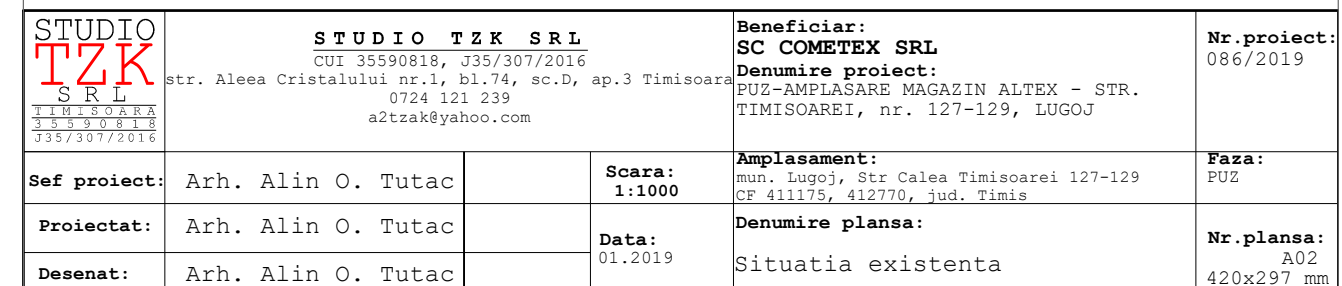 STUDIO
TZK
SRL
TIMISOARA
35590818
J35/307/2016
STUDIO TZK SRL
CUI 35590818, J35/307/2016
str. Aleea Cristalului nr.1, bl.74, sc.D, ap.3 Timisoara
0724 121 239
a2tzak@yahoo.com
Beneficiar:
SC COMETEX SRL
Denumire proiect:
PUZ-AMPLASARE MAGAZIN ALTEX - STR.
TIMISOAREI, nr. 127-129, LUGOJ
Nr.proiect:
086/2019
Sef proiect: Arh. Alin O. Tutac
Scara:
1:1000
Amplasament:
mun. Lugoj, Str Calea Timisoarei 127-129
CF 411175, 412770, jud. Timis
Faza:
PUZ
Proiectat: Arh. Alin O. Tutac
Desenat: Arh. Alin O. Tutac
Data:
01.2019
Denumire plansa:
Situatia existenta
Nr.plansa:
A02
420x297 mm